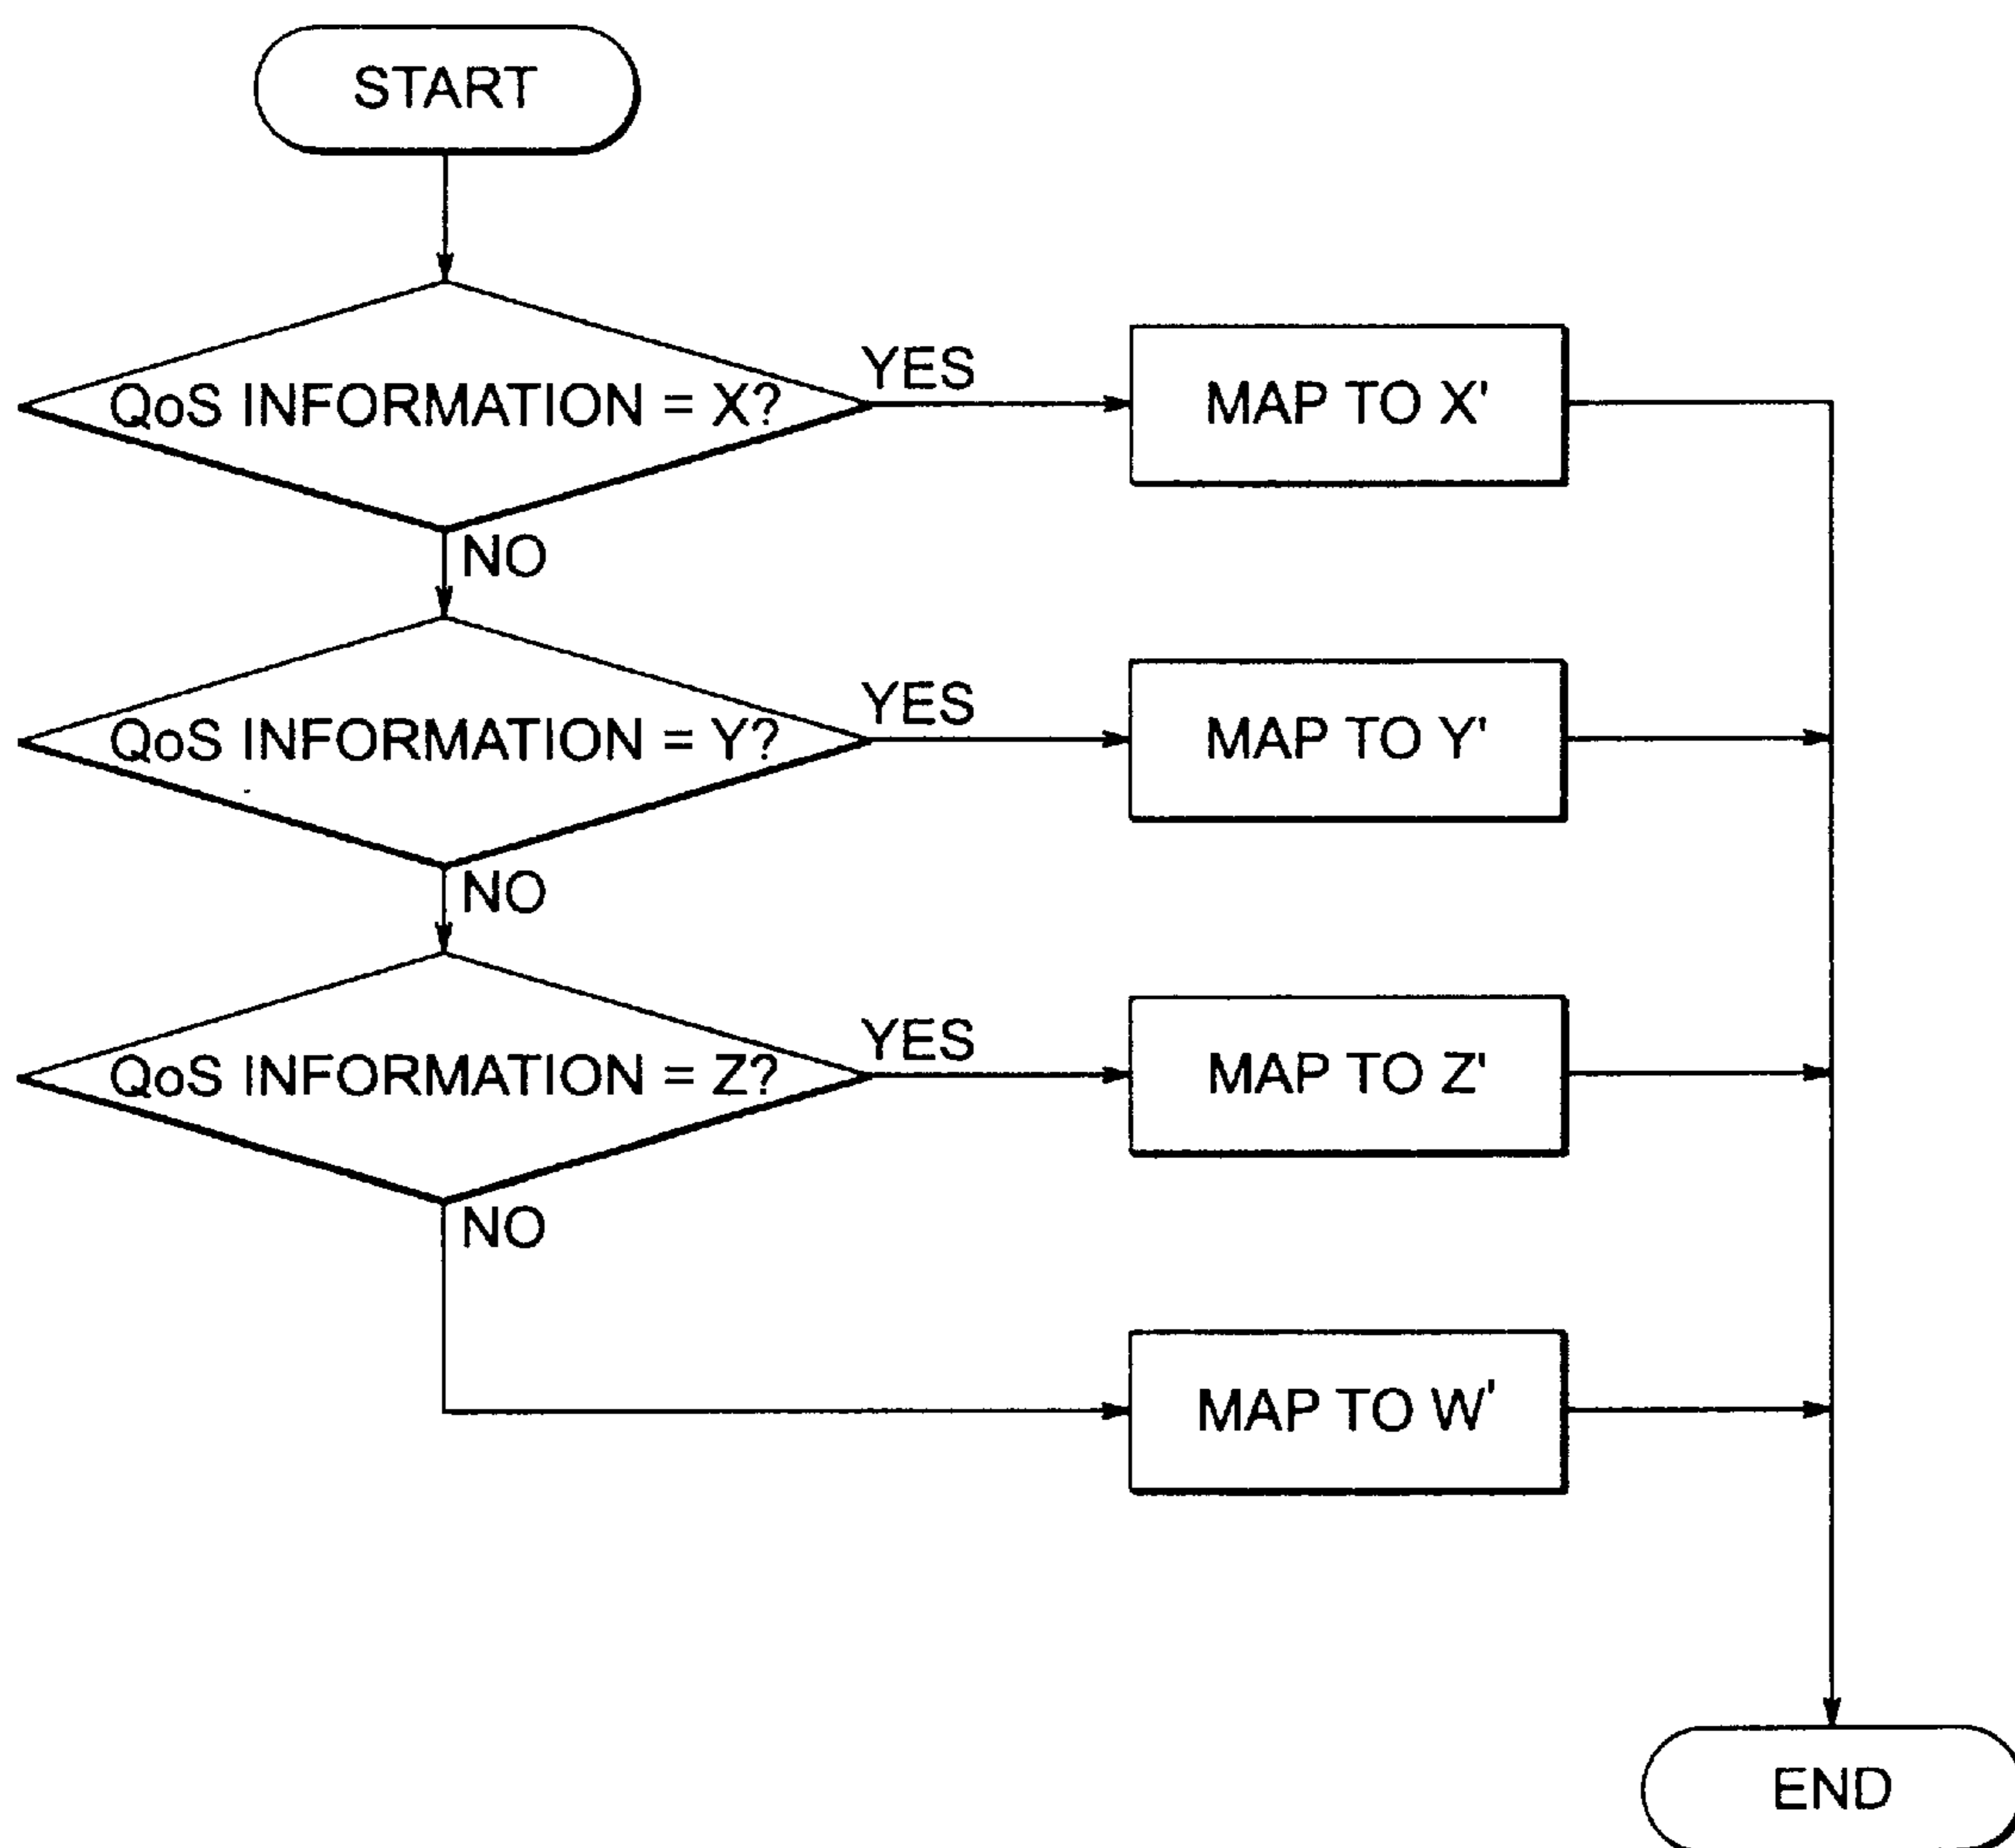 START
QoS INFORMATION = X?
YES
MAP TO X'
NO
QoS INFORMATION = Y?
YES
MAP TO Y'
NO
QoS INFORMATION = Z?
YES
MAP TO Z'
NO
MAP TO W'
END